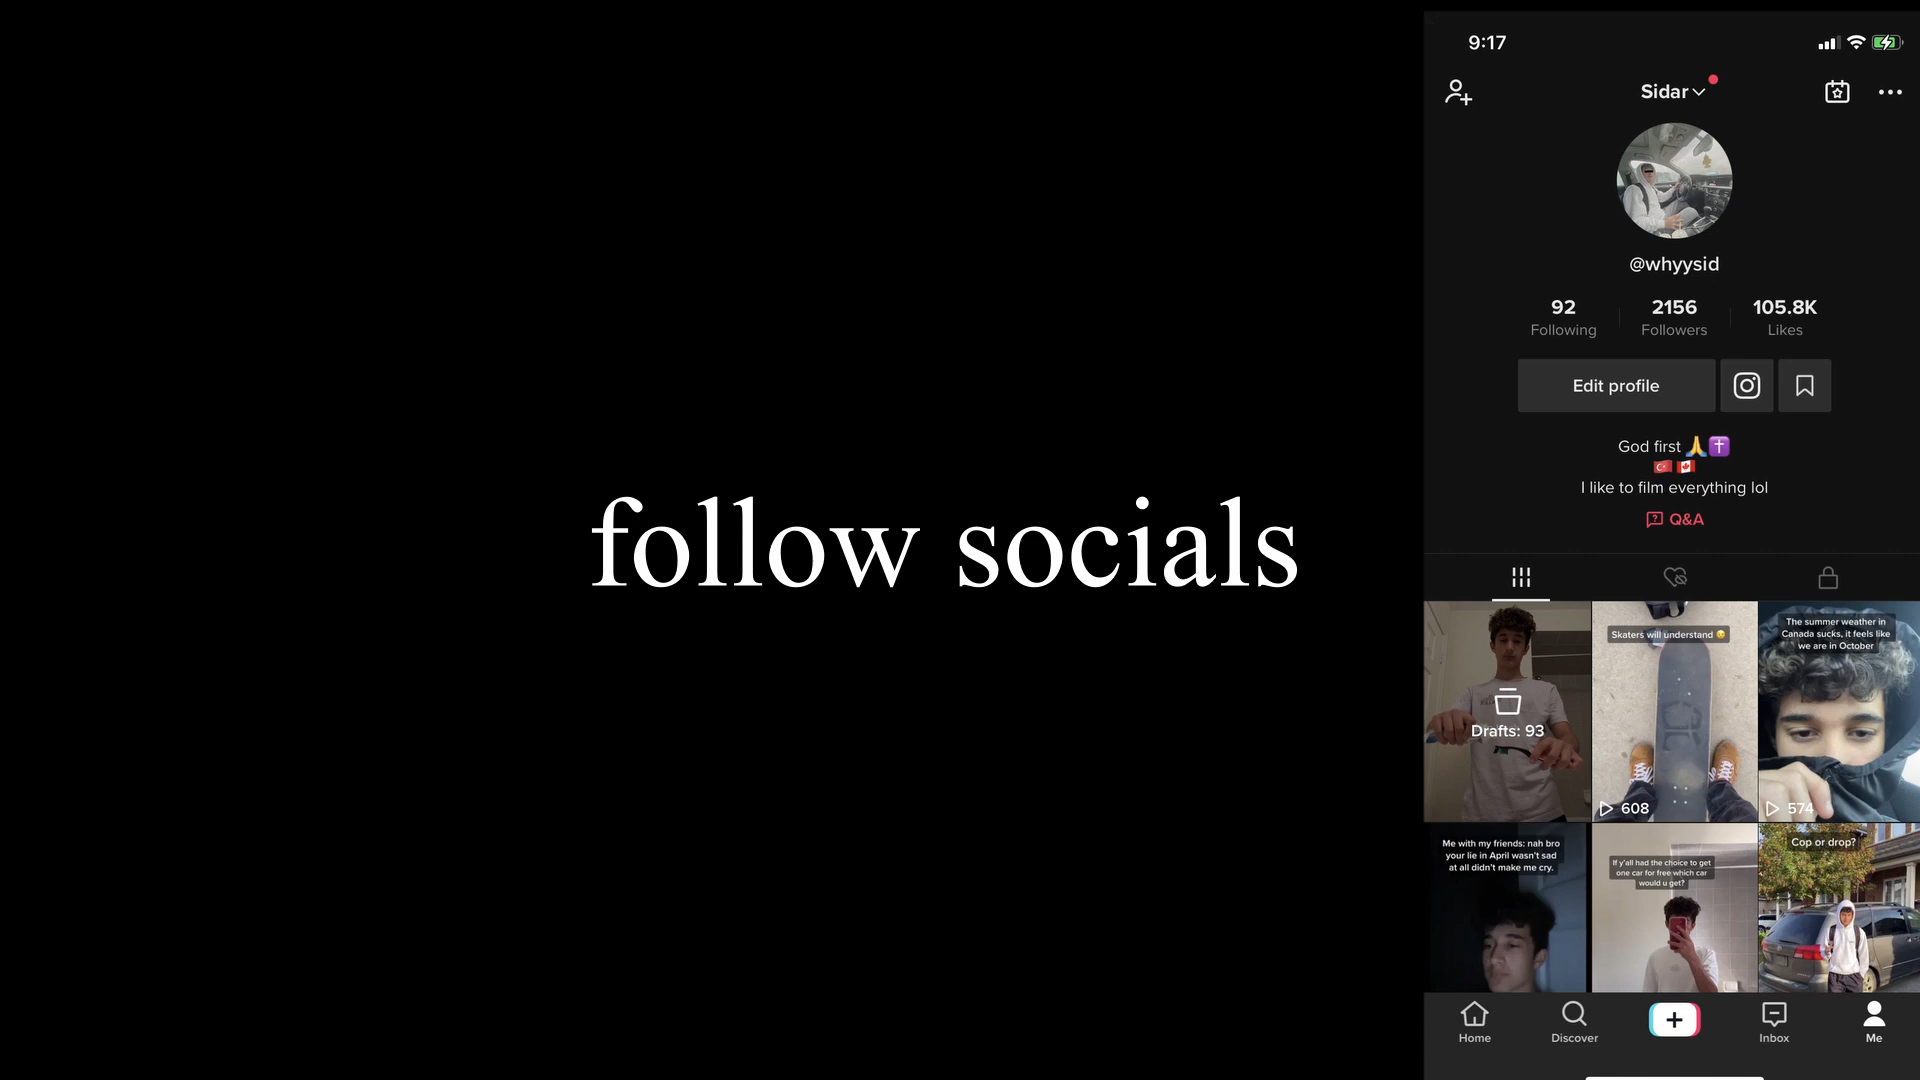 follow socials
9:17
Sidar
@whyysid
92
Following
2156
Followers
105.8K
Likes
Edit profile
God first 🙏✝️
🇹🇷 🇨🇦
I like to film everything lol
Q&A
Drafts: 93
Skaters will understand
608
The summer weather in
Canada sucks, it feels like
we are in October
574
Me with my friends: nah bro
your lie in April wasn't sad
at all didn't make me cry.
If y'all had the choice to get
one car for free which car
would u get?
Cop or drop?
Home
Discover
Inbox
Me